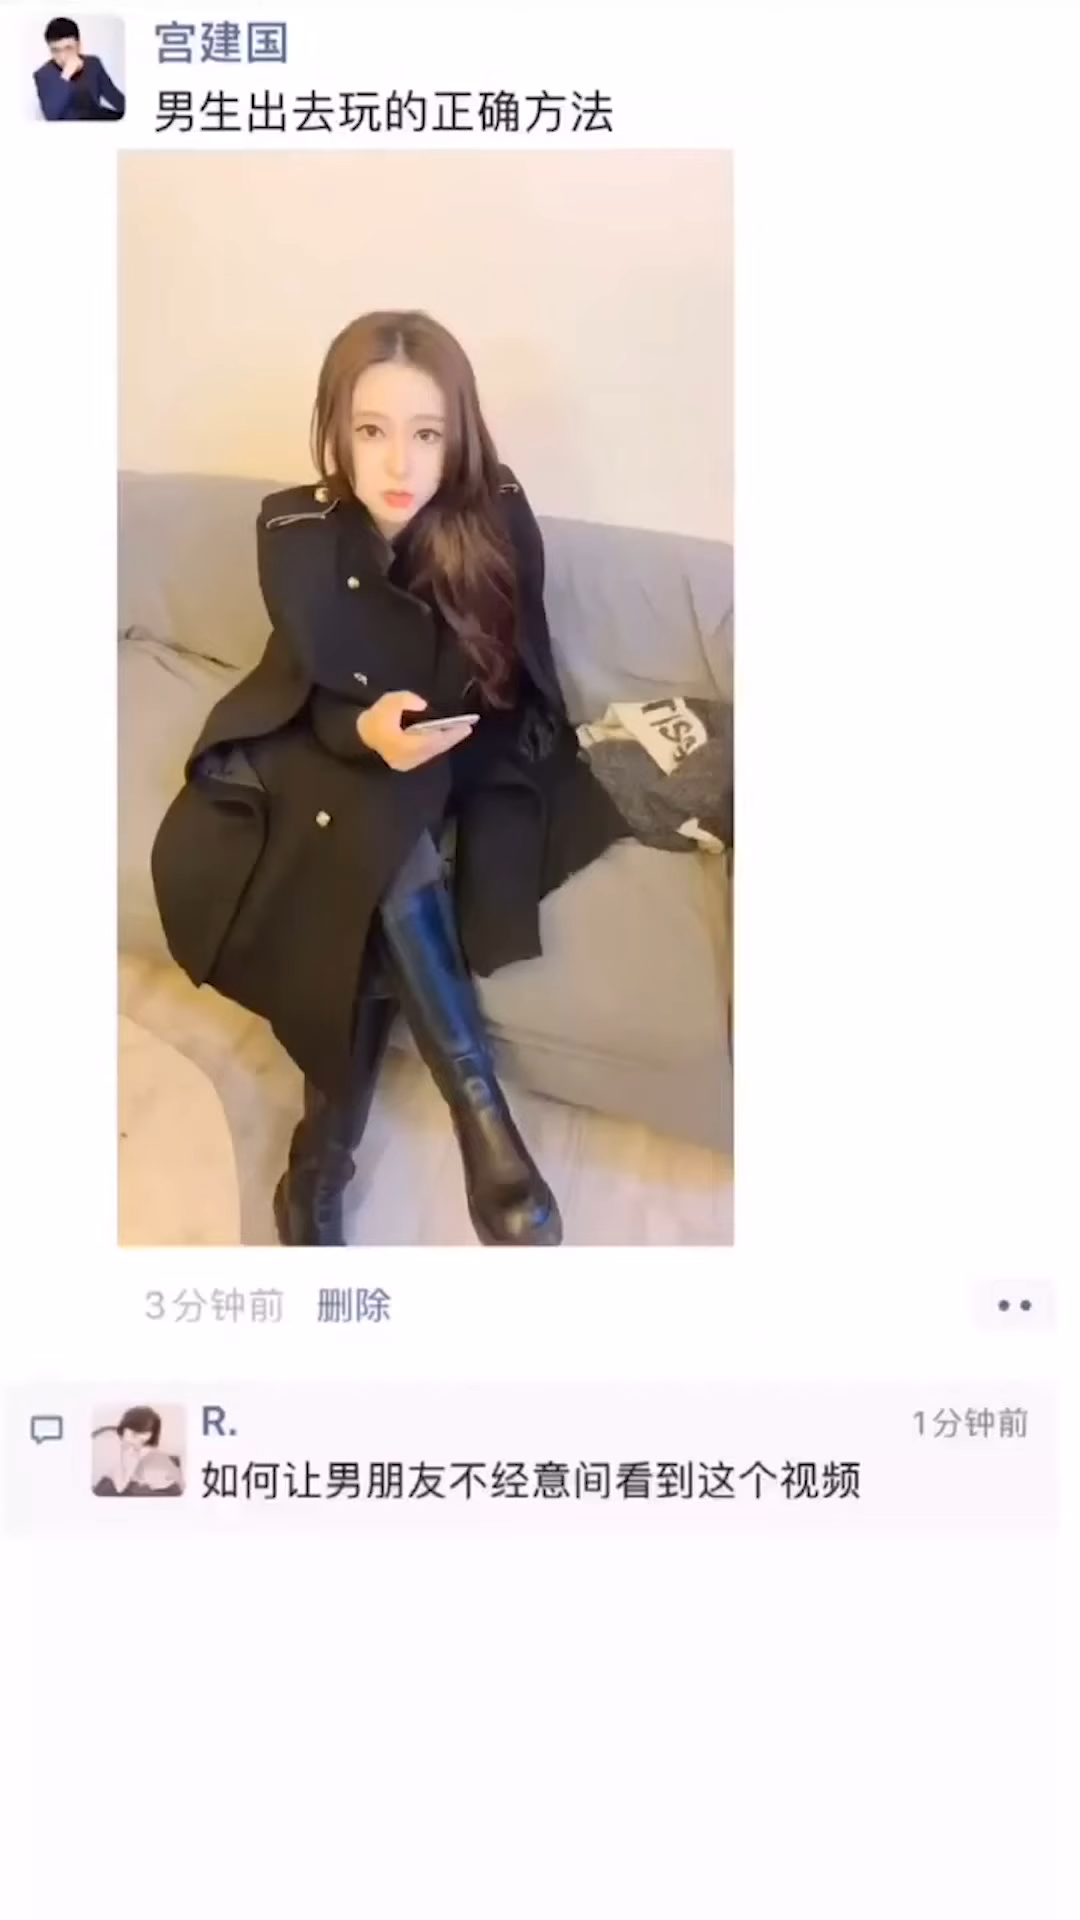 宫建国
男生出去玩的正确方法
3分钟前 删除
R.
1分钟前
如何让男朋友不经意间看到这个视频